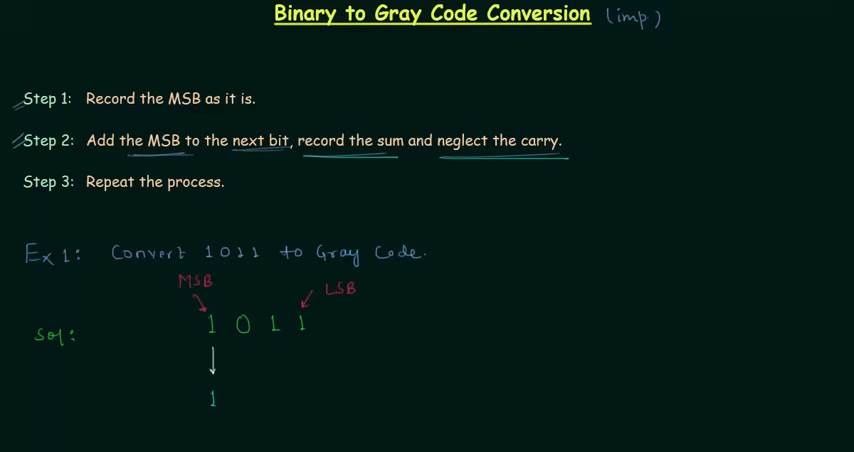 Binary to Gray Code Conversion (imp)
Step 1: Record the MSB as it is.
Step 2: Add the MSB to the next bit, record the sum and neglect the carry.
Step 3: Repeat the process.
Ex 1: Convert 1011 to Gray Code.
MSB LSB
Sol: 1 0 1 1
1